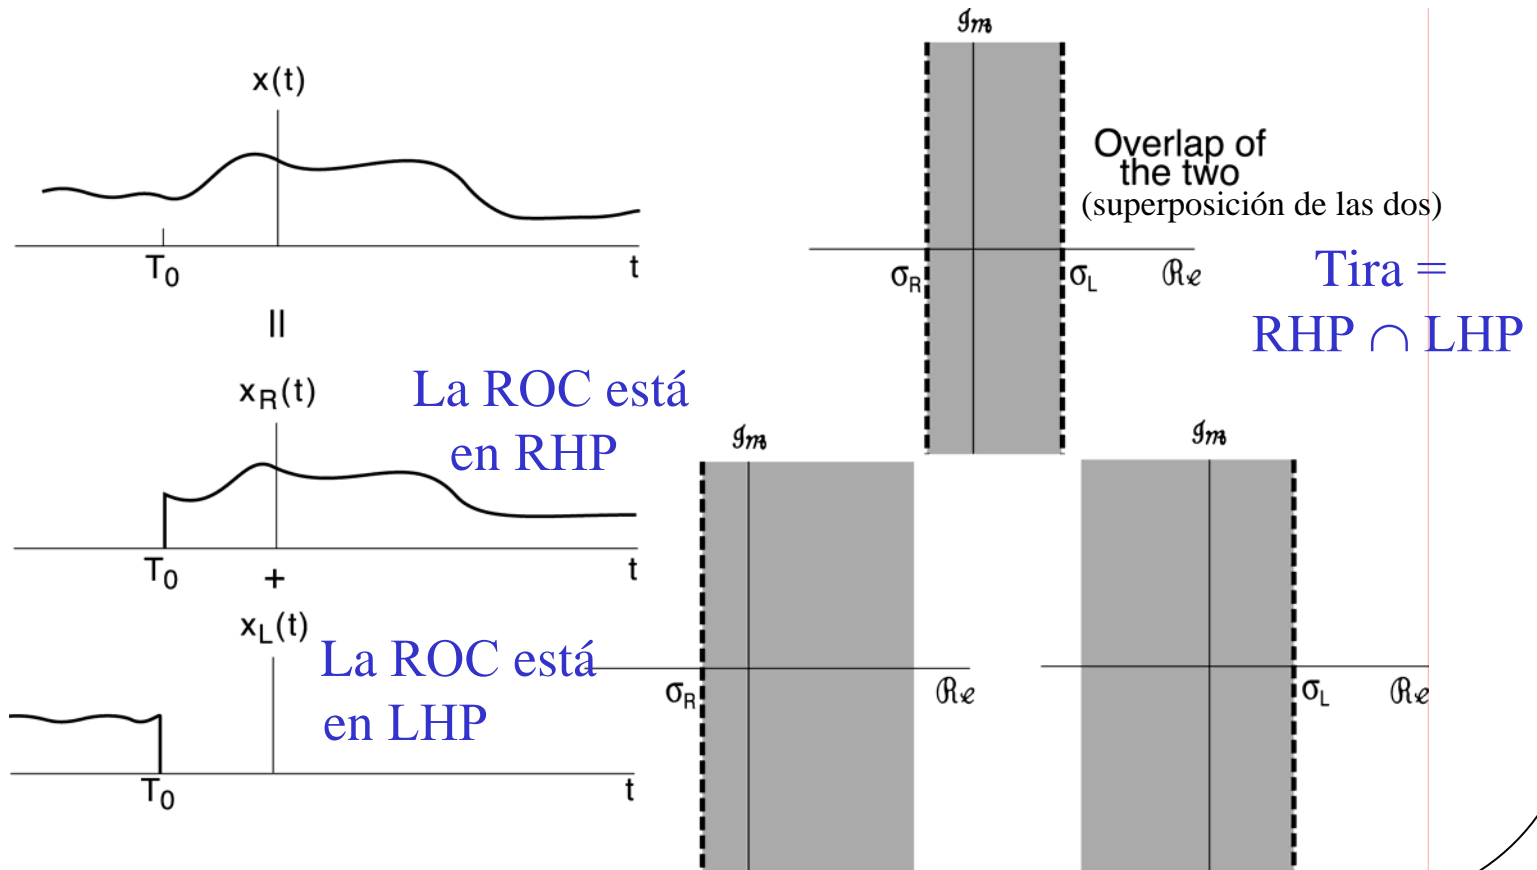 x(t)
T0
t
=
xR(t)
La ROC está
en RHP
T0
+
t
xL(t)
La ROC está
en LHP
T0
t
Im
Overlap of
the two
(superposición de las dos)
σR
σL
Re
Tira =
RHP ∩ LHP
Im
σR
Re
Im
σL
Re